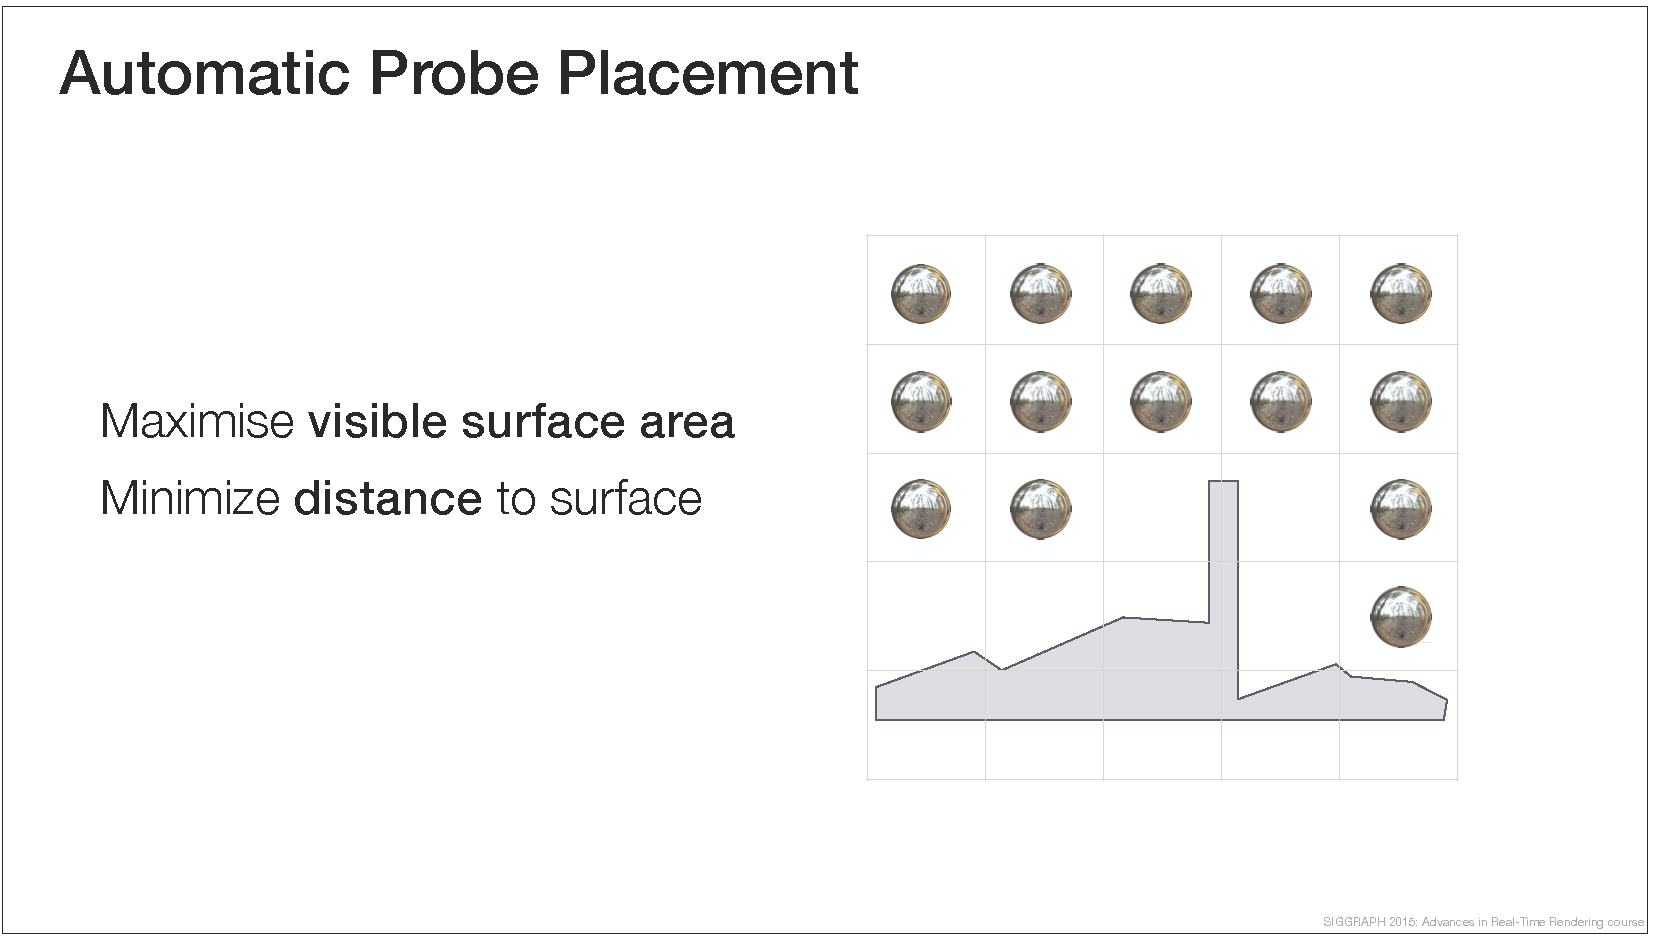 Automatic Probe Placement
Maximise visible surface area
Minimize distance to surface
SIGGRAPH 2015: Advances in Real-Time Rendering course